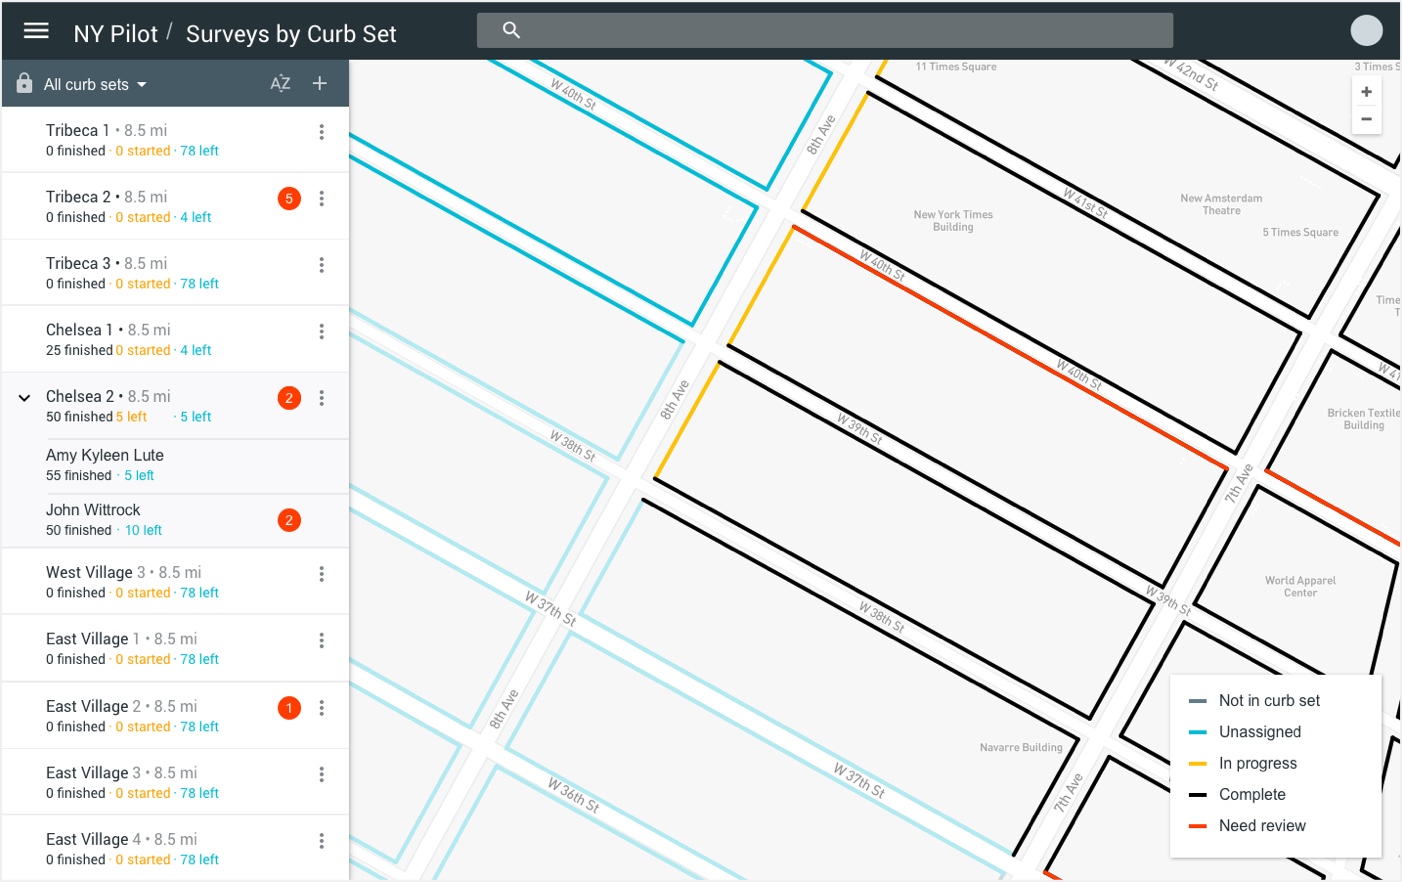 NY Pilot / Surveys by Curb Set
All curb sets
AZ
Tribeca 1 • 8.5 mi
0 finished · 0 started · 78 left
Tribeca 2 • 8.5 mi
5
0 finished · 0 started · 4 left
Tribeca 3 • 8.5 mi
0 finished · 0 started · 78 left
Chelsea 1 • 8.5 mi
25 finished 0 started · 4 left
Chelsea 2 • 8.5 mi
2
50 finished 5 left · 5 left
Amy Kyleen Lute
55 finished · 5 left
John Wittrock
2
50 finished · 10 left
West Village 3 • 8.5 mi
0 finished · 0 started · 78 left
East Village 1 • 8.5 mi
0 finished · 0 started · 78 left
East Village 2 • 8.5 mi
1
0 finished · 0 started · 78 left
East Village 3 • 8.5 mi
0 finished · 0 started · 78 left
East Village 4 • 8.5 mi
0 finished · 0 started · 78 left
11 Times Square
W 42nd St
3 Times S
+
−
W 40th St
8th Ave
W 41st St
New Amsterdam
Theatre
5 Times Square
New York Times
Building
W 40th St
Time
T
W 40th St
W 41
8th Ave
W 39th St
Bricken Textile
Building
W 38th St
7th Ave
World Apparel
Center
W 39th St
W 37th St
W 38th St
8th Ave
Navarre Building
W 37th St
W 36th St
7th Ave
Not in curb set
Unassigned
In progress
Complete
Need review